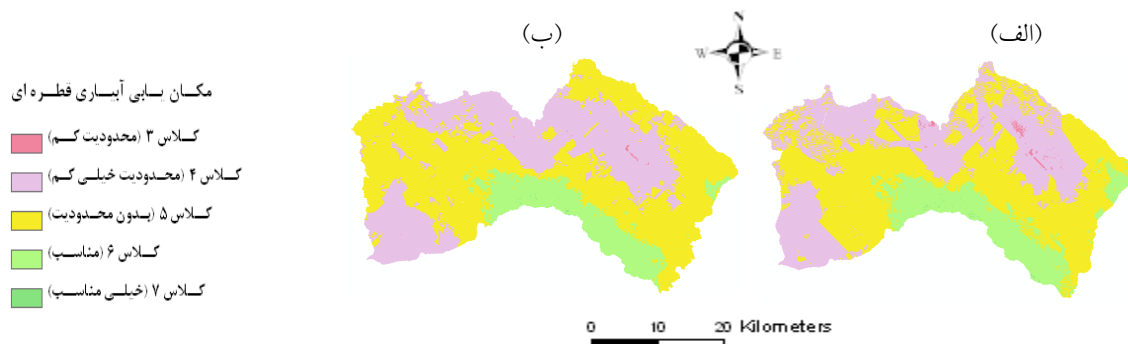 (الف)
(ب)
N
W E
S
مکان یابی آبیاری قطره ای
کلاس ۳ (محدودیت کم)
کلاس ۴ (محدودیت خیلی کم)
کلاس ۵ (بدون محدودیت)
کلاس ۶ (مناسب)
کلاس ۷ (خیلی مناسب)
0 10 20 Kilometers